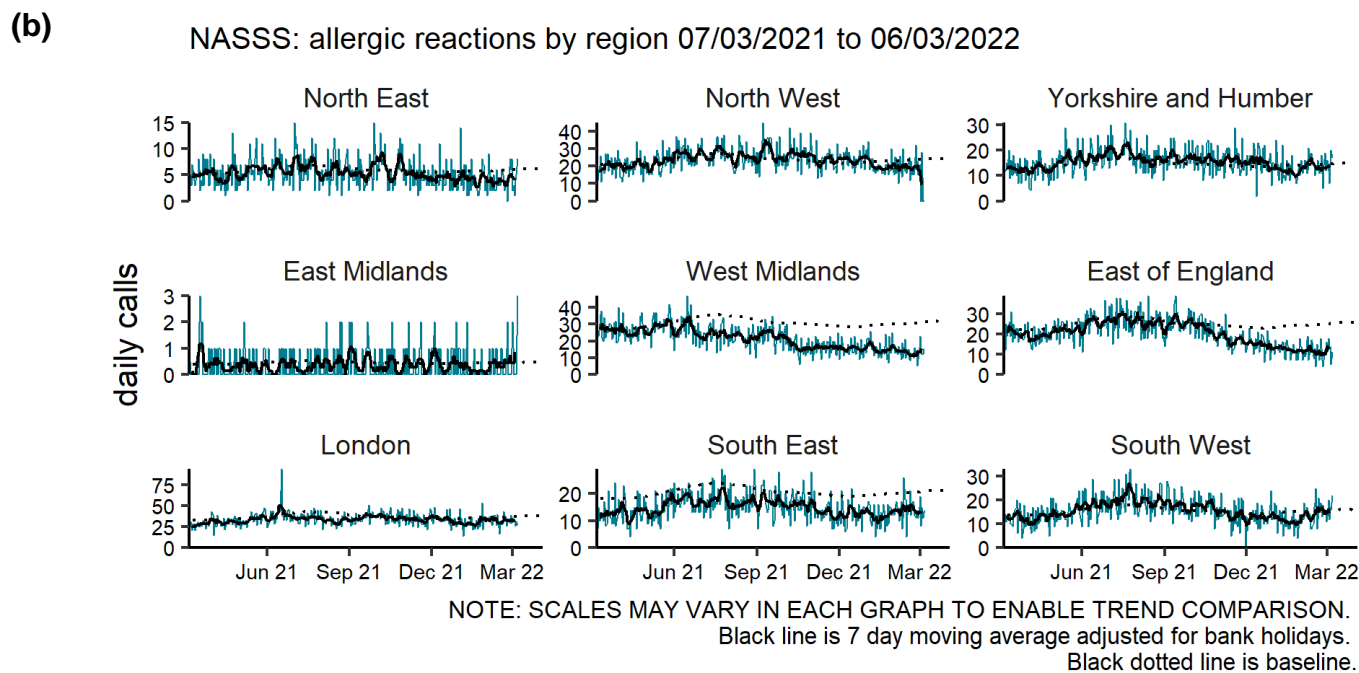 (b)
NASSS: allergic reactions by region 07/03/2021 to 06/03/2022
daily calls
North East
15
10
5
0
North West
40
30
20
10
0
Yorkshire and Humber
30
20
10
0
East Midlands
3
2
1
0
West Midlands
40
30
20
10
0
East of England
30
20
10
0
London
75
50
25
0
Jun 21 Sep 21 Dec 21 Mar 22
South East
20
10
0
Jun 21 Sep 21 Dec 21 Mar 22
South West
30
20
10
0
Jun 21 Sep 21 Dec 21 Mar 22
NOTE: SCALES MAY VARY IN EACH GRAPH TO ENABLE TREND COMPARISON.
Black line is 7 day moving average adjusted for bank holidays.
Black dotted line is baseline.